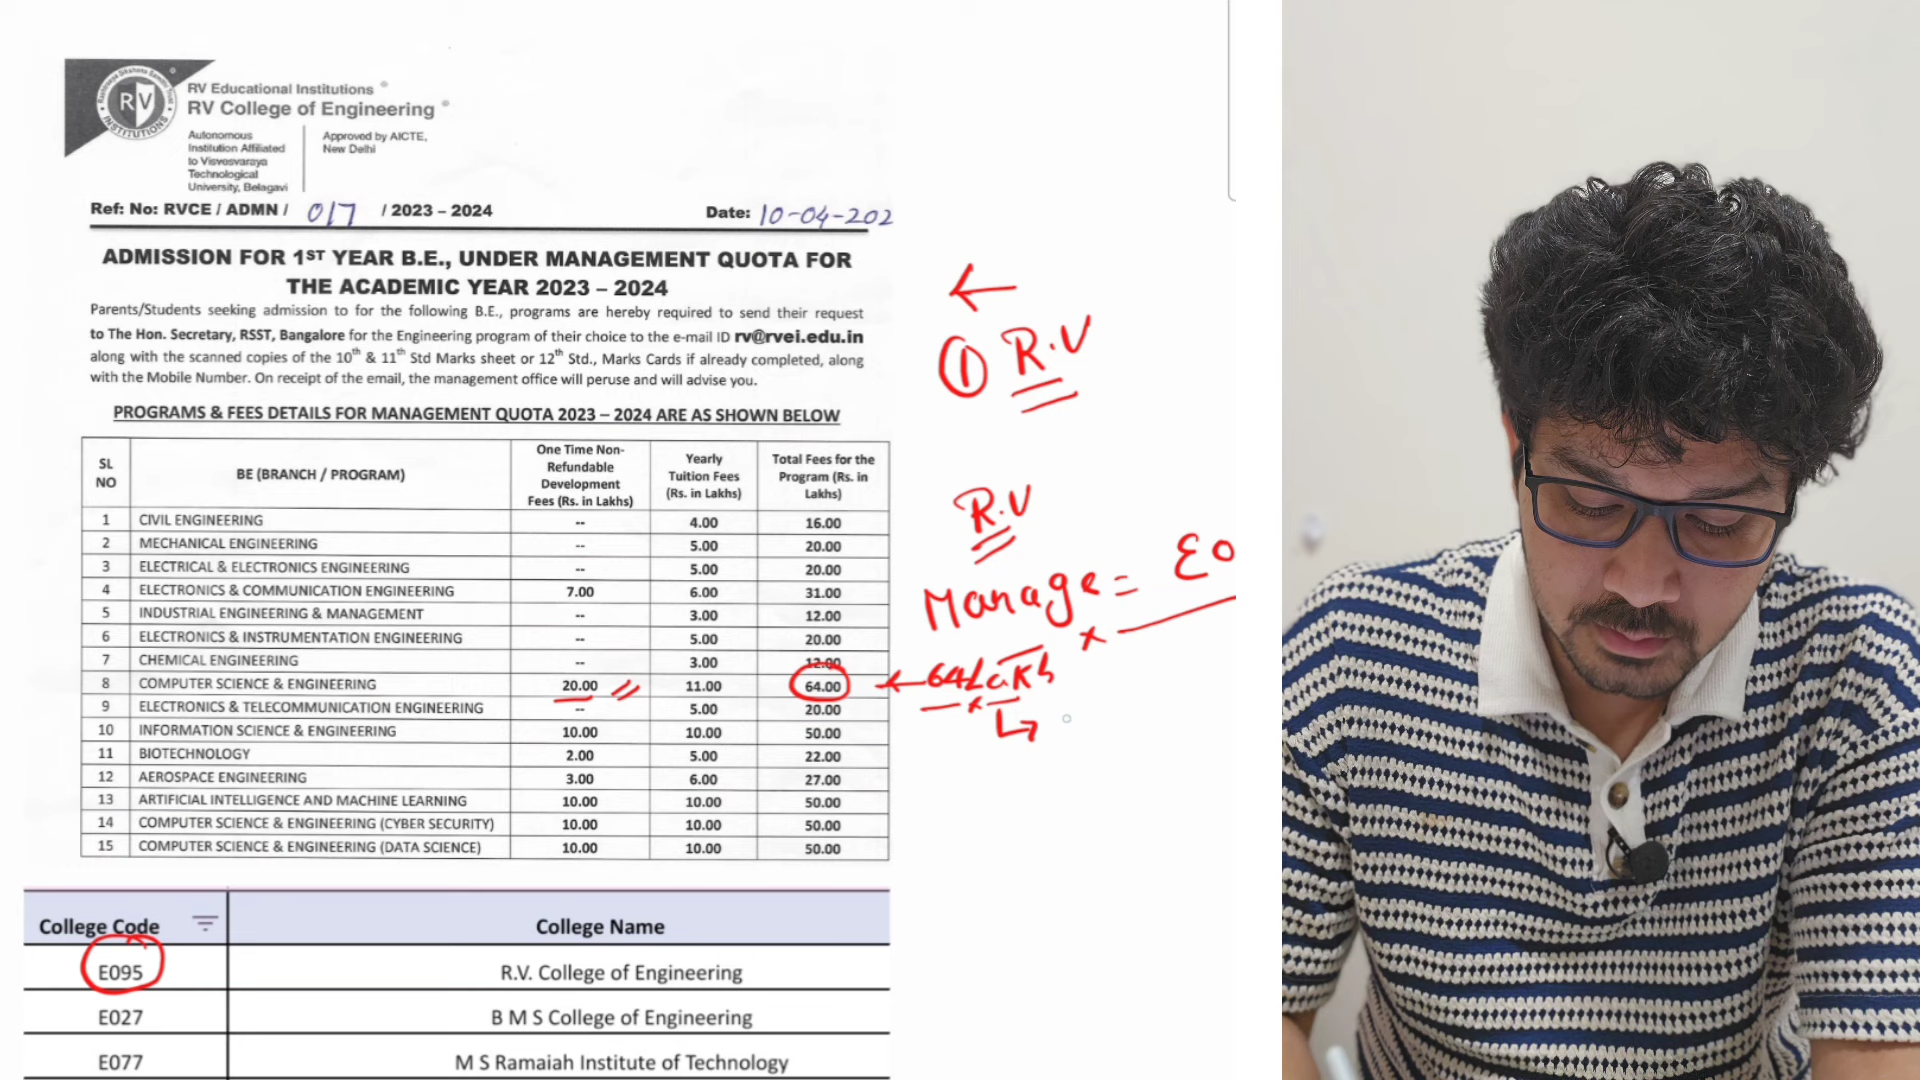 RV Educational Institutions
RV College of Engineering
Autonomous
Institution Affiliated
to Visvesvaraya
Technological
University, Belagavi
Approved by AICTE,
New Delhi
Ref: No: RVCE / ADMN / 017 / 2023 – 2024
Date: 10-04-202
ADMISSION FOR 1ST YEAR B.E., UNDER MANAGEMENT QUOTA FOR
THE ACADEMIC YEAR 2023 – 2024
Parents/Students seeking admission to for the following B.E., programs are hereby required to send their request
to The Hon. Secretary, RSST, Bangalore for the Engineering program of their choice to the e-mail ID rv@rvei.edu.in
along with the scanned copies of the 10th & 11th Std Marks sheet or 12th Std., Marks Cards if already completed, along
with the Mobile Number. On receipt of the email, the management office will peruse and will advise you.
PROGRAMS & FEES DETAILS FOR MANAGEMENT QUOTA 2023 – 2024 ARE AS SHOWN BELOW
SL NO | BE (BRANCH / PROGRAM) | One Time Non-Refundable Development Fees (Rs. in Lakhs) | Yearly Tuition Fees (Rs. in Lakhs) | Total Fees for the Program (Rs. in Lakhs)
1 CIVIL ENGINEERING -- 4.00 16.00
2 MECHANICAL ENGINEERING -- 5.00 20.00
3 ELECTRICAL & ELECTRONICS ENGINEERING -- 5.00 20.00
4 ELECTRONICS & COMMUNICATION ENGINEERING 7.00 6.00 31.00
5 INDUSTRIAL ENGINEERING & MANAGEMENT -- 3.00 12.00
6 ELECTRONICS & INSTRUMENTATION ENGINEERING -- 5.00 20.00
7 CHEMICAL ENGINEERING -- 3.00 12.00
8 COMPUTER SCIENCE & ENGINEERING 20.00 11.00 64.00
9 ELECTRONICS & TELECOMMUNICATION ENGINEERING -- 5.00 20.00
10 INFORMATION SCIENCE & ENGINEERING 10.00 10.00 50.00
11 BIOTECHNOLOGY 2.00 5.00 22.00
12 AEROSPACE ENGINEERING 3.00 6.00 27.00
13 ARTIFICIAL INTELLIGENCE AND MACHINE LEARNING 10.00 10.00 50.00
14 COMPUTER SCIENCE & ENGINEERING (CYBER SECURITY) 10.00 10.00 50.00
15 COMPUTER SCIENCE & ENGINEERING (DATA SCIENCE) 10.00 10.00 50.00
College Code College Name
E095 R.V. College of Engineering
E027 B M S College of Engineering
E077 M S Ramaiah Institute of Technology
① R.V
R.V
Manage = E0
64 Lakh